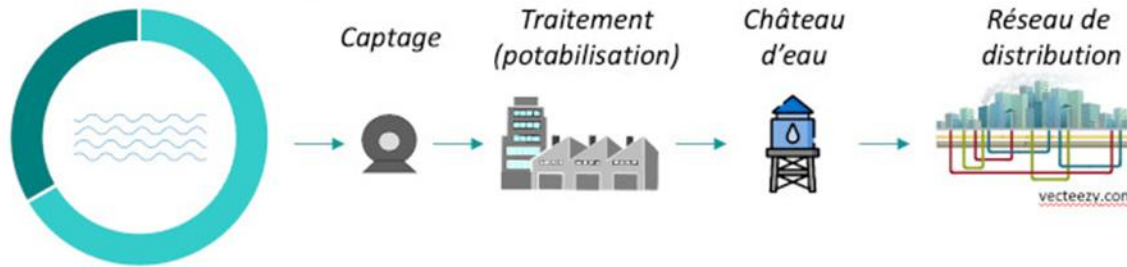 Captage
Traitement
(potabilisation)
Château
d'eau
Réseau de
distribution
vecteezy.com